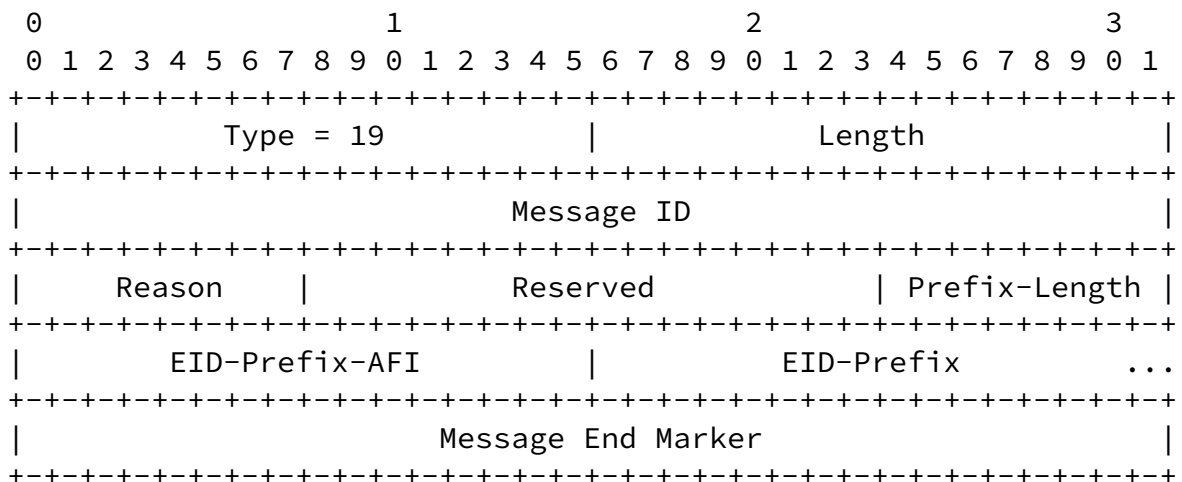 0                   1                   2                   3
 0 1 2 3 4 5 6 7 8 9 0 1 2 3 4 5 6 7 8 9 0 1 2 3 4 5 6 7 8 9 0 1
+-+-+-+-+-+-+-+-+-+-+-+-+-+-+-+-+-+-+-+-+-+-+-+-+-+-+-+-+-+-+-+-+
|           Type = 19           |            Length             |
+-+-+-+-+-+-+-+-+-+-+-+-+-+-+-+-+-+-+-+-+-+-+-+-+-+-+-+-+-+-+-+-+
|                           Message ID                          |
+-+-+-+-+-+-+-+-+-+-+-+-+-+-+-+-+-+-+-+-+-+-+-+-+-+-+-+-+-+-+-+-+
|     Reason    |           Reserved            | Prefix-Length |
+-+-+-+-+-+-+-+-+-+-+-+-+-+-+-+-+-+-+-+-+-+-+-+-+-+-+-+-+-+-+-+-+
|        EID-Prefix-AFI         |          EID-Prefix         ...
+-+-+-+-+-+-+-+-+-+-+-+-+-+-+-+-+-+-+-+-+-+-+-+-+-+-+-+-+-+-+-+-+
|                       Message End Marker                      |
+-+-+-+-+-+-+-+-+-+-+-+-+-+-+-+-+-+-+-+-+-+-+-+-+-+-+-+-+-+-+-+-+